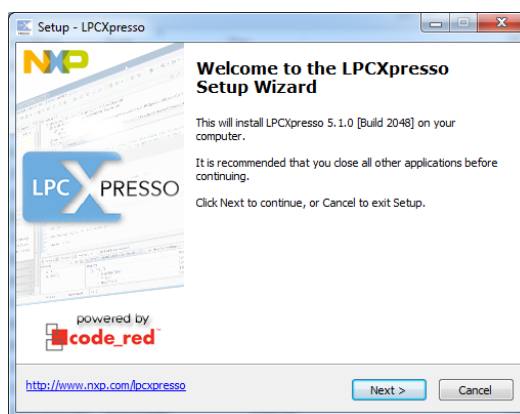 Setup - LPCXpresso
NXP
Welcome to the LPCXpresso
Setup Wizard
This will install LPCXpresso 5.1.0 [Build 2048] on your
computer.
It is recommended that you close all other applications before
continuing.
Click Next to continue, or Cancel to exit Setup.
LPC XPRESSO
powered by
code_red
http://www.nxp.com/lpcxpresso
Next >
Cancel